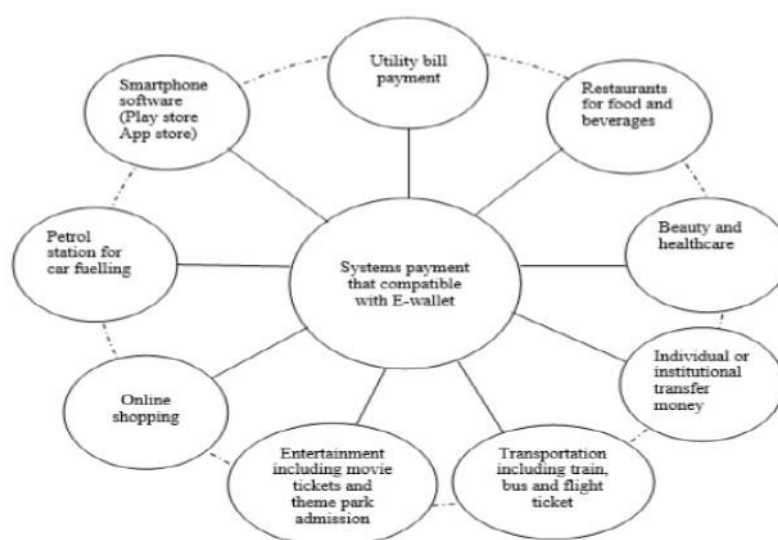 Utility bill
payment
Smartphone
software
(Play store
App store)
Restaurants
for food and
beverages
Petrol
station for
car fuelling
Systems payment
that compatible
with E-wallet
Beauty and
healthcare
Online
shopping
Individual or
institutional
transfer
money
Entertainment
including movie
tickets and
theme park
admission
Transportation
including train,
bus and flight
ticket